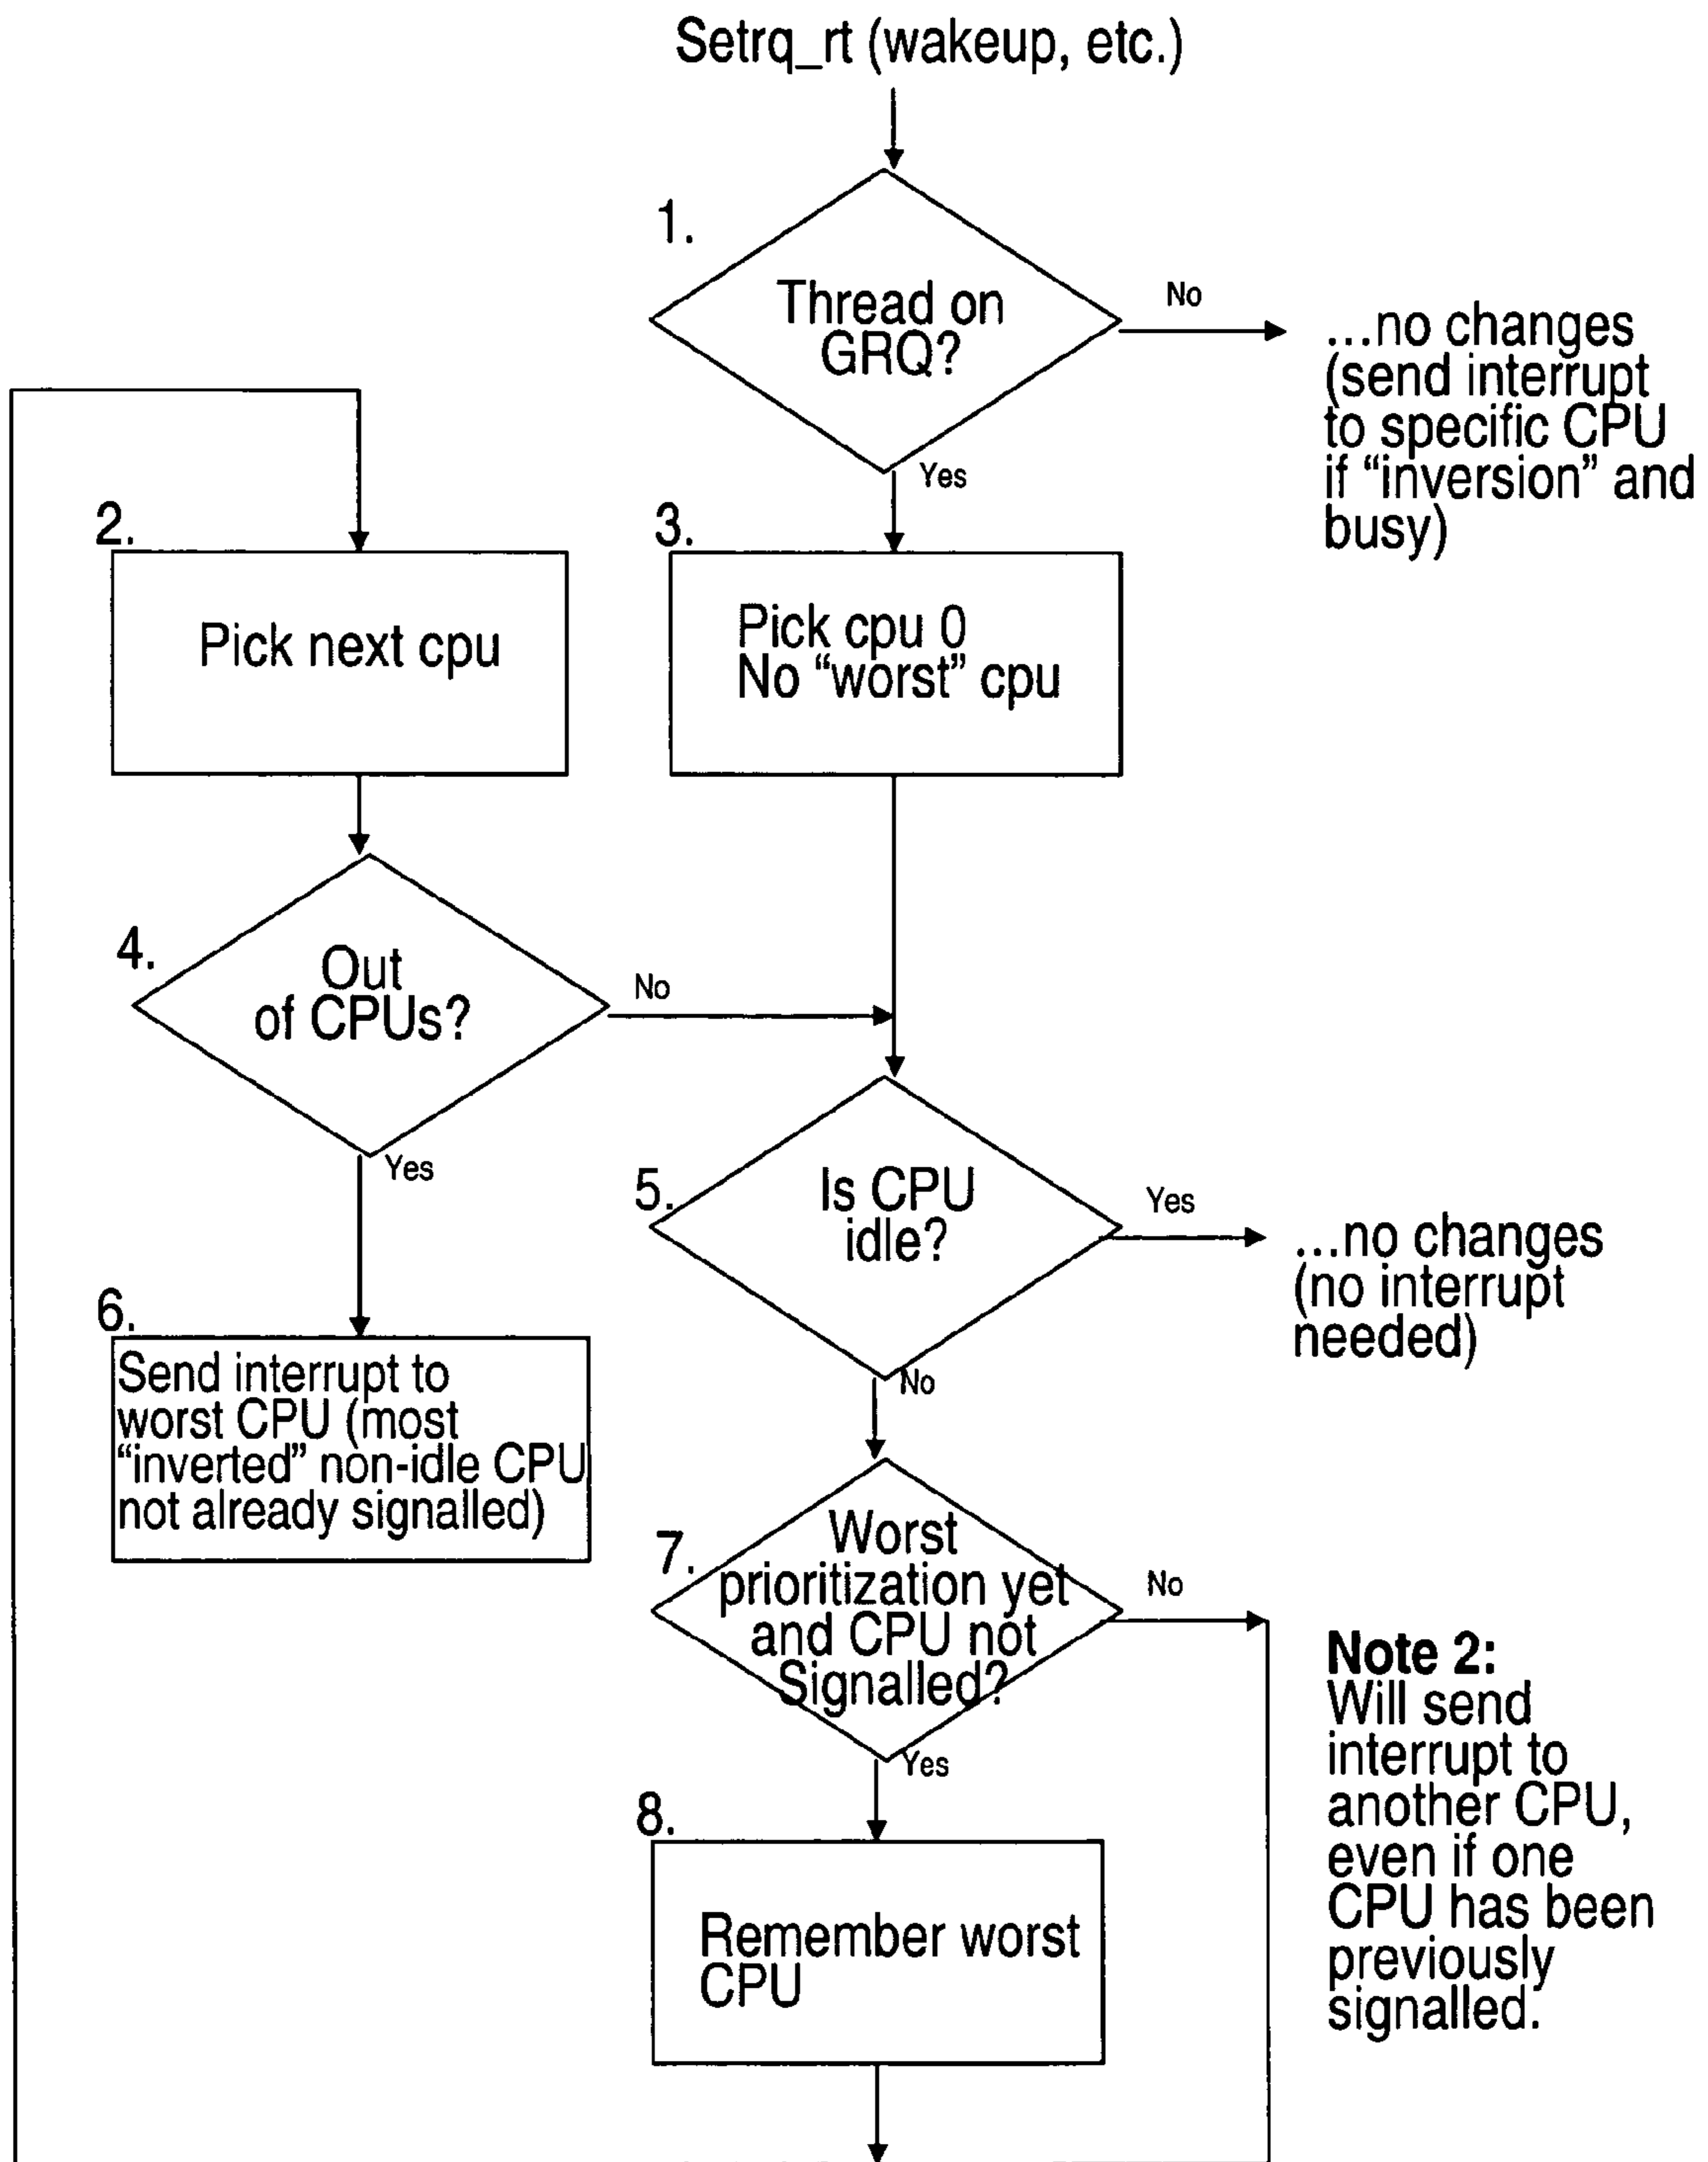 Setrq_rt (wakeup, etc.)
1.
Thread on
GRQ?
No
...no changes
(send interrupt
to specific CPU
if “inversion” and
busy)
Yes
2.
Pick next cpu
3.
Pick cpu 0
No “worst” cpu
4.
Out
of CPUs?
No
Yes
5.
Is CPU
idle?
Yes
...no changes
(no interrupt
needed)
No
6.
Send interrupt to
worst CPU (most
“inverted” non-idle CPU
not already signalled)
7.
Worst
prioritization yet
and CPU not
Signalled?
No
Yes
Note 2:
Will send
interrupt to
another CPU,
even if one
CPU has been
previously
signalled.
8.
Remember worst
CPU